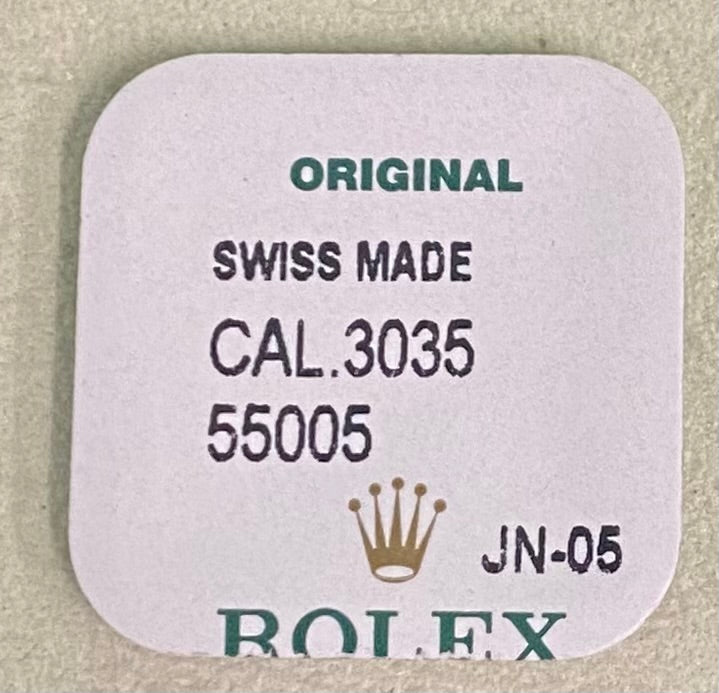 ORIGINAL
SWISS MADE
CAL.3035
55005
JN-05
ROLEX